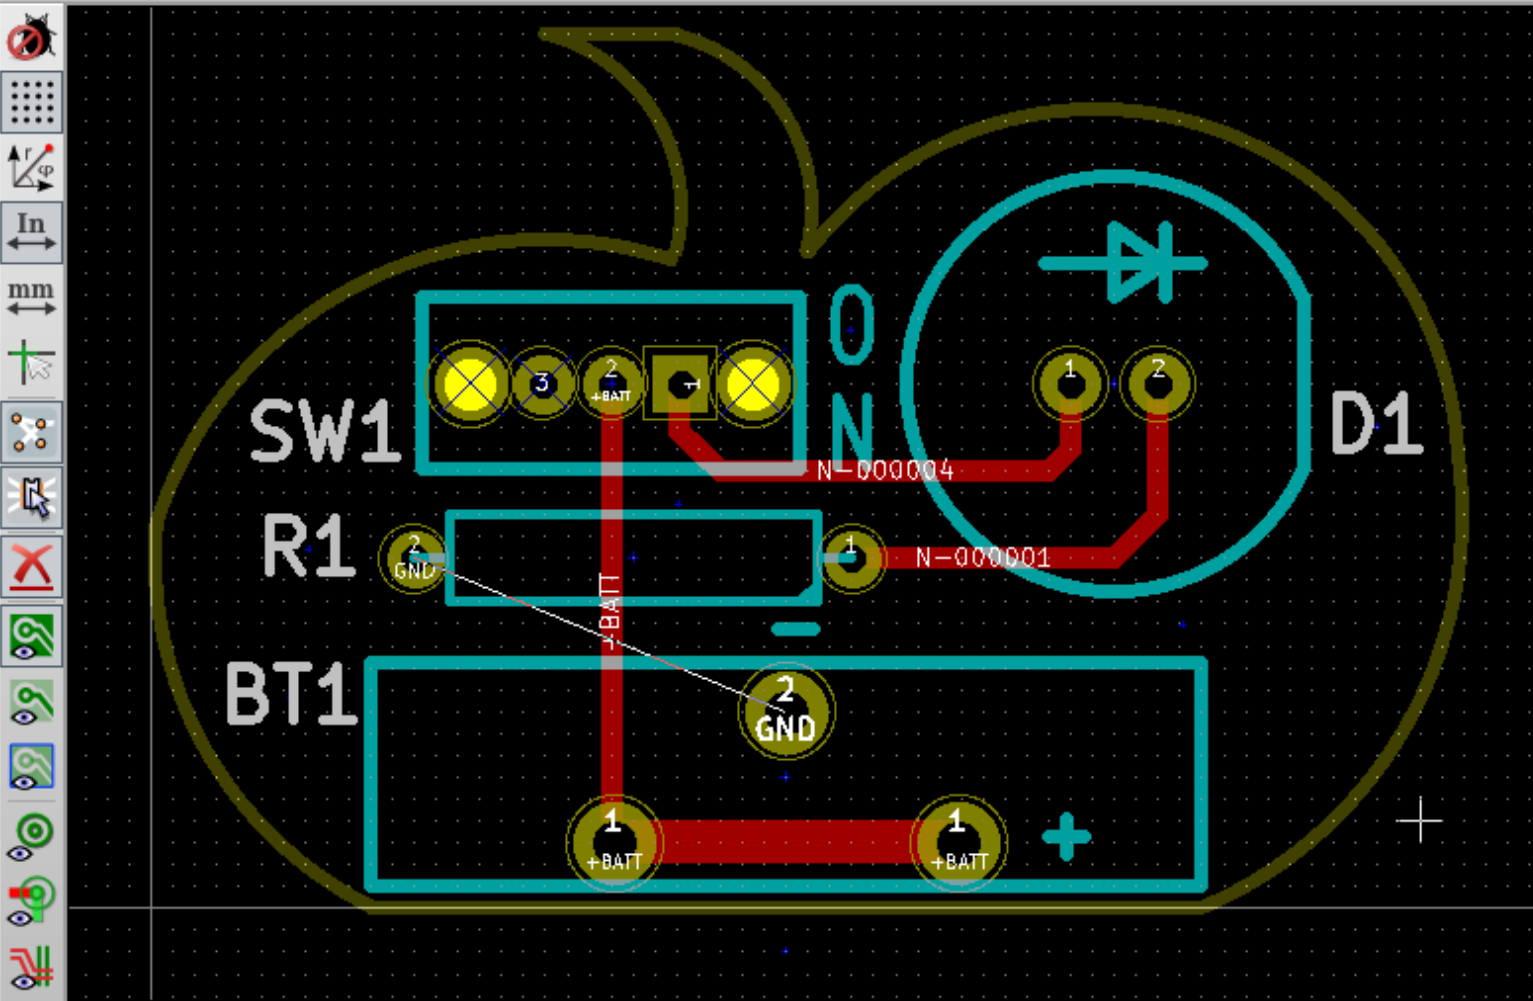 In
mm
r
φ
O
N
3
2
+BATT
1
1
2
SW1
D1
N-000004
R1
2
GND
1
N-000001
+BATT
BT1
2
GND
1
+BATT
1
+BATT
+